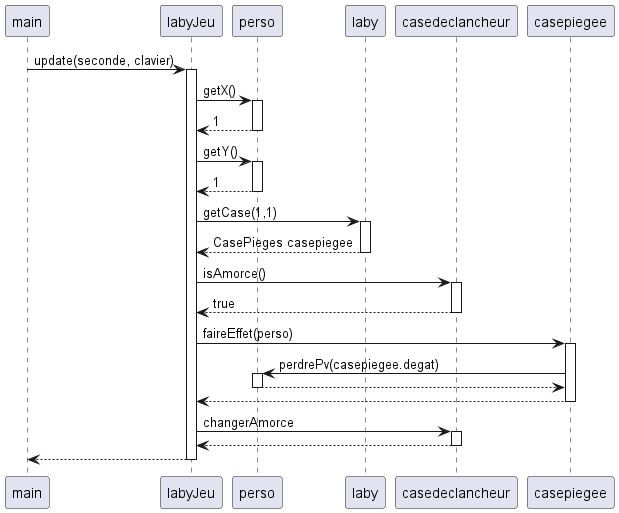 main labyJeu perso laby casedeclancheur casepiegee
update(seconde, clavier)
getX()
1
getY()
1
getCase(1,1)
CasePieges casepiegee
isAmorce()
true
faireEffet(perso)
perdrePv(casepiegee.degat)
changerAmorce
main labyJeu perso laby casedeclancheur casepiegee